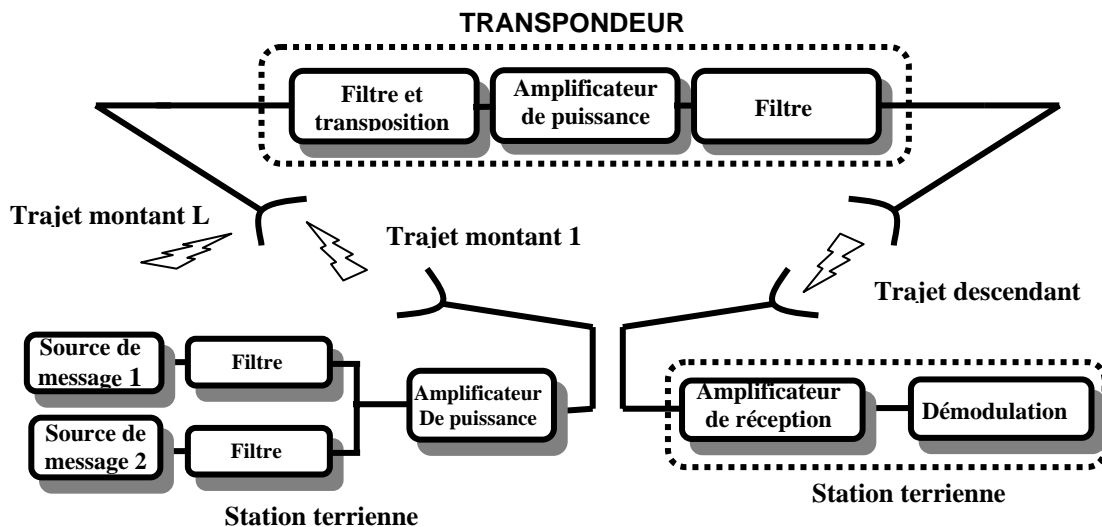 TRANSPONDEUR
Filtre et
transposition
Amplificateur
de puissance
Filtre
Trajet montant L
Trajet montant 1
Trajet descendant
Source de
message 1
Filtre
Amplificateur
De puissance
Source de
message 2
Filtre
Station terrienne
Amplificateur
de réception
Démodulation
Station terrienne